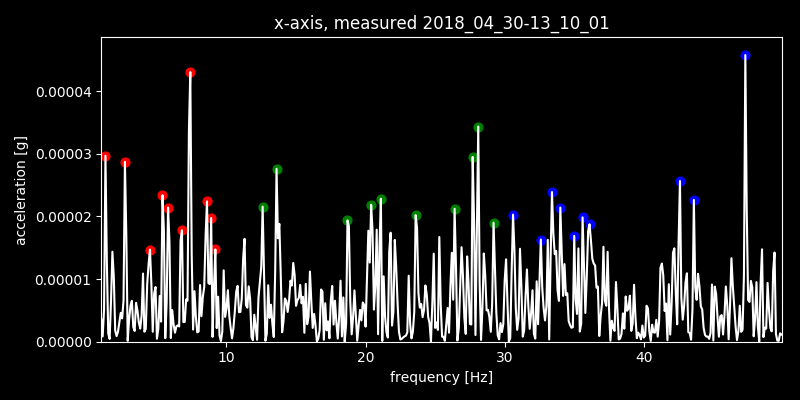 x-axis, measured 2018_04_30-13_10_01
acceleration [g]
0.00004
0.00003
0.00002
0.00001
0.00000
10 20 30 40
frequency [Hz]